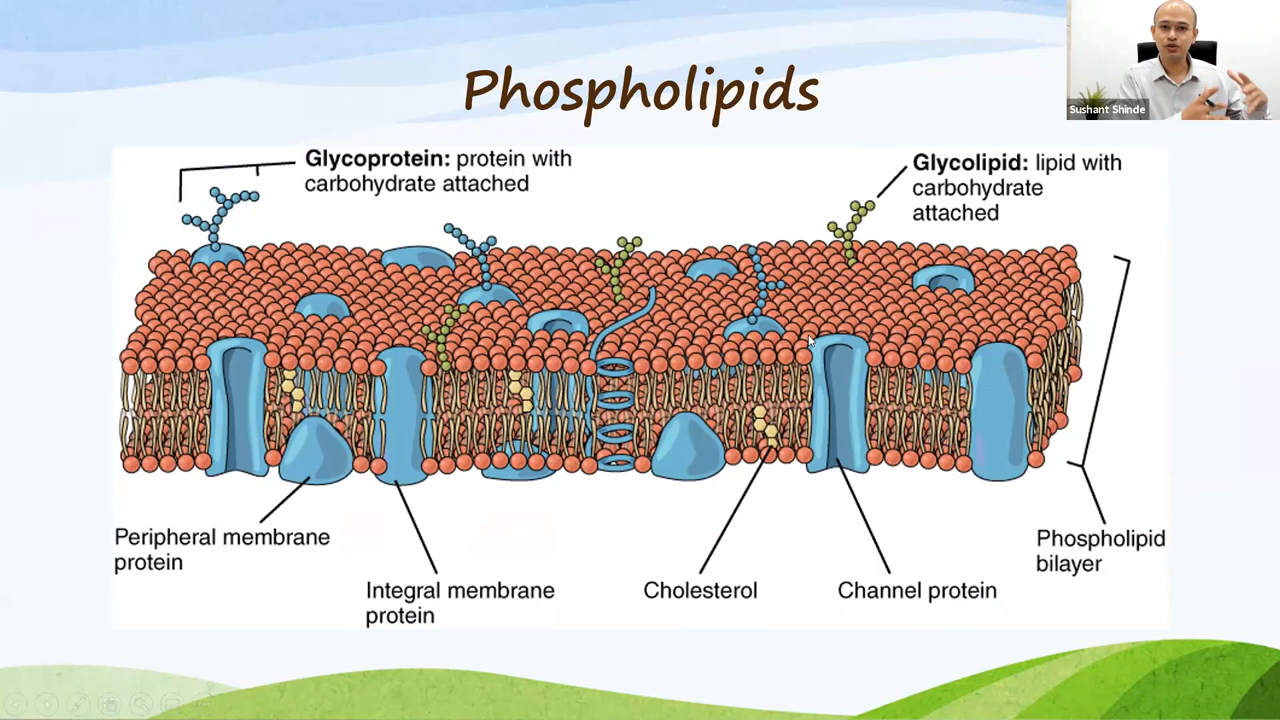 Sushant Shinde
Phospholipids
Glycoprotein: protein with
carbohydrate attached
Glycolipid: lipid with
carbohydrate
attached
Peripheral membrane
protein
Integral membrane
protein
Cholesterol
Channel protein
Phospholipid
bilayer